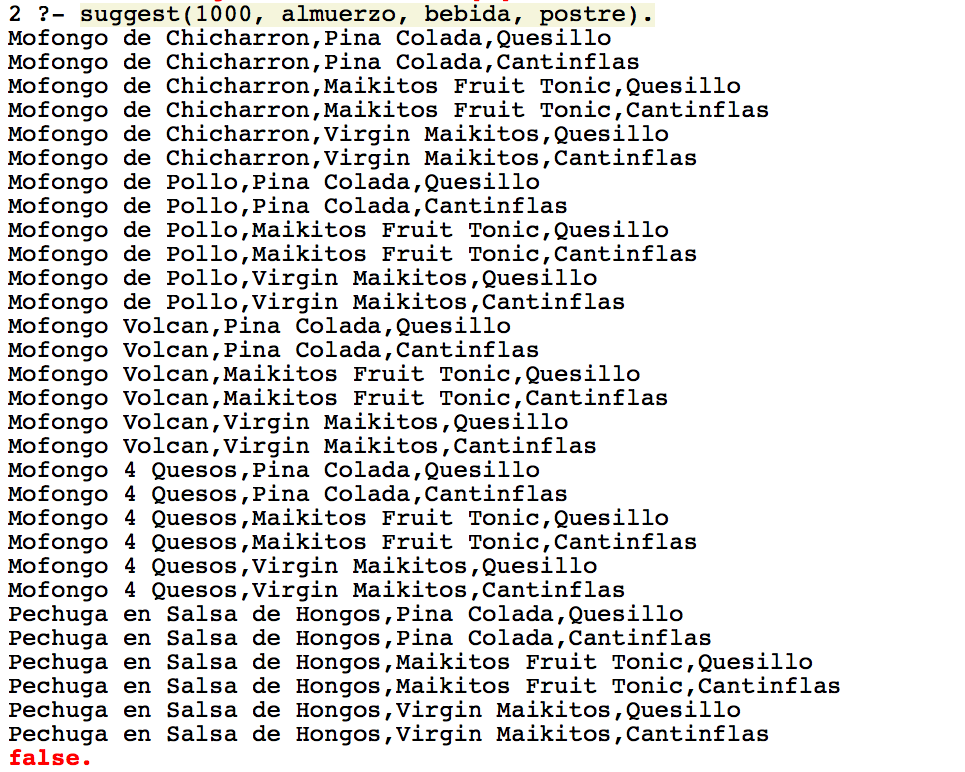 2 ?- suggest(1000, almuerzo, bebida, postre).
Mofongo de Chicharron,Pina Colada,Quesillo
Mofongo de Chicharron,Pina Colada,Cantinflas
Mofongo de Chicharron,Maikitos Fruit Tonic,Quesillo
Mofongo de Chicharron,Maikitos Fruit Tonic,Cantinflas
Mofongo de Chicharron,Virgin Maikitos,Quesillo
Mofongo de Chicharron,Virgin Maikitos,Cantinflas
Mofongo de Pollo,Pina Colada,Quesillo
Mofongo de Pollo,Pina Colada,Cantinflas
Mofongo de Pollo,Maikitos Fruit Tonic,Quesillo
Mofongo de Pollo,Maikitos Fruit Tonic,Cantinflas
Mofongo de Pollo,Virgin Maikitos,Quesillo
Mofongo de Pollo,Virgin Maikitos,Cantinflas
Mofongo Volcan,Pina Colada,Quesillo
Mofongo Volcan,Pina Colada,Cantinflas
Mofongo Volcan,Maikitos Fruit Tonic,Quesillo
Mofongo Volcan,Maikitos Fruit Tonic,Cantinflas
Mofongo Volcan,Virgin Maikitos,Quesillo
Mofongo Volcan,Virgin Maikitos,Cantinflas
Mofongo 4 Quesos,Pina Colada,Quesillo
Mofongo 4 Quesos,Pina Colada,Cantinflas
Mofongo 4 Quesos,Maikitos Fruit Tonic,Quesillo
Mofongo 4 Quesos,Maikitos Fruit Tonic,Cantinflas
Mofongo 4 Quesos,Virgin Maikitos,Quesillo
Mofongo 4 Quesos,Virgin Maikitos,Cantinflas
Pechuga en Salsa de Hongos,Pina Colada,Quesillo
Pechuga en Salsa de Hongos,Pina Colada,Cantinflas
Pechuga en Salsa de Hongos,Maikitos Fruit Tonic,Quesillo
Pechuga en Salsa de Hongos,Maikitos Fruit Tonic,Cantinflas
Pechuga en Salsa de Hongos,Virgin Maikitos,Quesillo
Pechuga en Salsa de Hongos,Virgin Maikitos,Cantinflas
false.